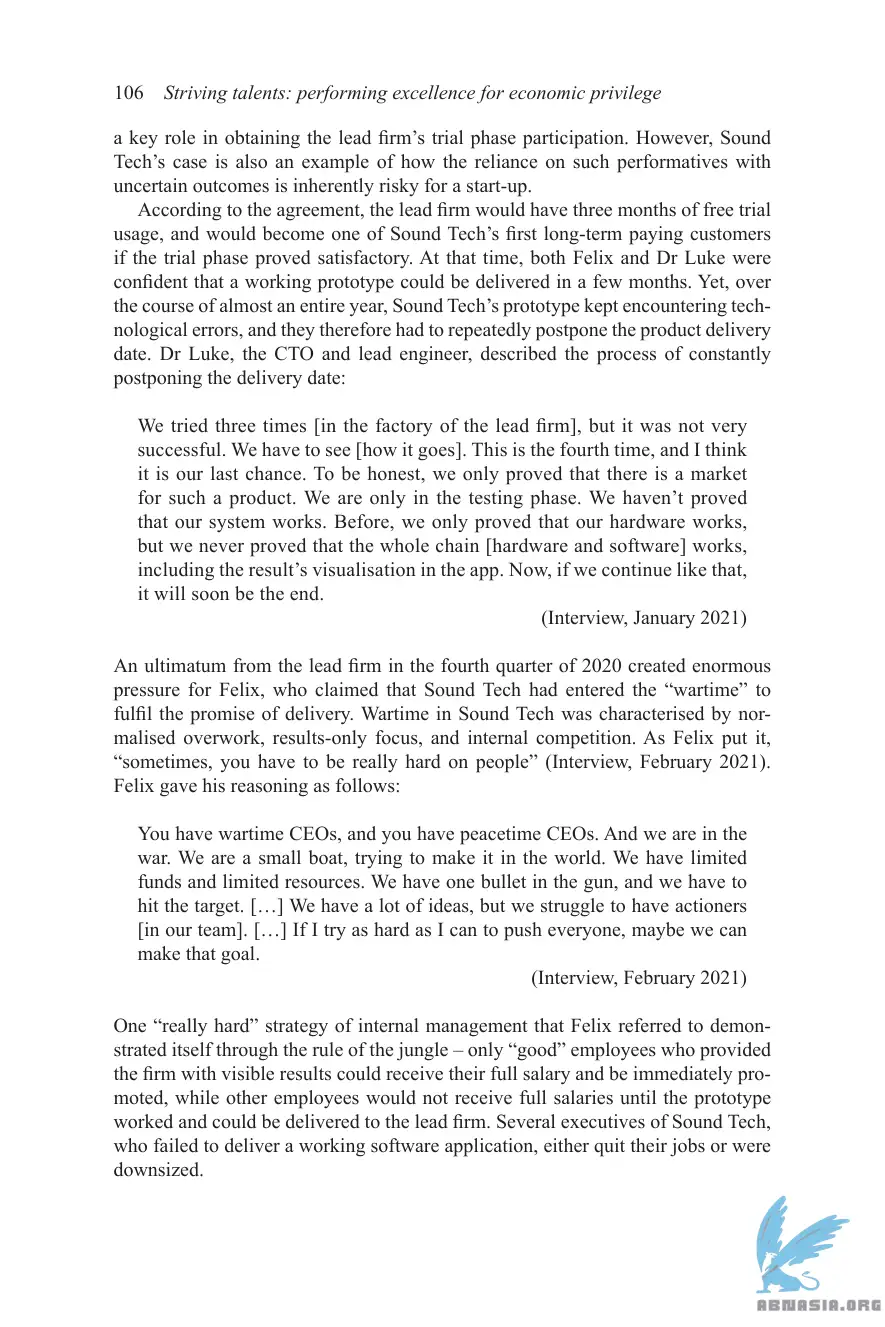 106 Striving talents: performing excellence for economic privilege
a key role in obtaining the lead firm’s trial phase participation. However, Sound
Tech’s case is also an example of how the reliance on such performatives with
uncertain outcomes is inherently risky for a start-up.
According to the agreement, the lead firm would have three months of free trial
usage, and would become one of Sound Tech’s first long-term paying customers
if the trial phase proved satisfactory. At that time, both Felix and Dr Luke were
confident that a working prototype could be delivered in a few months. Yet, over
the course of almost an entire year, Sound Tech’s prototype kept encountering tech-
nological errors, and they therefore had to repeatedly postpone the product delivery
date. Dr Luke, the CTO and lead engineer, described the process of constantly
postponing the delivery date:
We tried three times [in the factory of the lead firm], but it was not very
successful. We have to see [how it goes]. This is the fourth time, and I think
it is our last chance. To be honest, we only proved that there is a market
for such a product. We are only in the testing phase. We haven’t proved
that our system works. Before, we only proved that our hardware works,
but we never proved that the whole chain [hardware and software] works,
including the result’s visualisation in the app. Now, if we continue like that,
it will soon be the end.
(Interview, January 2021)
An ultimatum from the lead firm in the fourth quarter of 2020 created enormous
pressure for Felix, who claimed that Sound Tech had entered the “wartime” to
fulfil the promise of delivery. Wartime in Sound Tech was characterised by nor-
malised overwork, results-only focus, and internal competition. As Felix put it,
“sometimes, you have to be really hard on people” (Interview, February 2021).
Felix gave his reasoning as follows:
You have wartime CEOs, and you have peacetime CEOs. And we are in the
war. We are a small boat, trying to make it in the world. We have limited
funds and limited resources. We have one bullet in the gun, and we have to
hit the target. […] We have a lot of ideas, but we struggle to have actioners
[in our team]. […] If I try as hard as I can to push everyone, maybe we can
make that goal.
(Interview, February 2021)
One “really hard” strategy of internal management that Felix referred to demon-
strated itself through the rule of the jungle – only “good” employees who provided
the firm with visible results could receive their full salary and be immediately pro-
moted, while other employees would not receive full salaries until the prototype
worked and could be delivered to the lead firm. Several executives of Sound Tech,
who failed to deliver a working software application, either quit their jobs or were
downsized.
ABNASIA.ORG